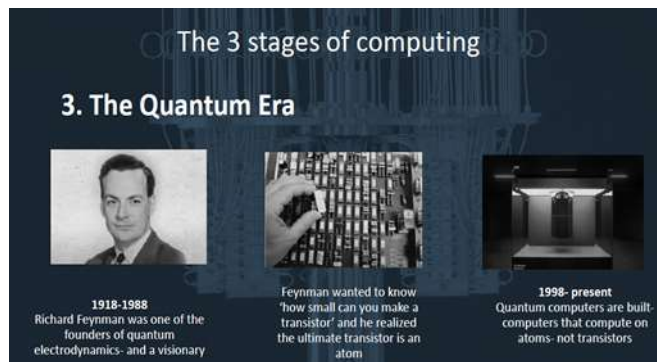 The 3 stages of computing
3. The Quantum Era
1918-1988
Richard Feynman was one of the
founders of quantum
electrodynamics- and a visionary
Feynman wanted to know
'how small can you make a
transistor' and he realized
the ultimate transistor is an
atom
1998- present
Quantum computers are built-
computers that compute on
atoms- not transistors